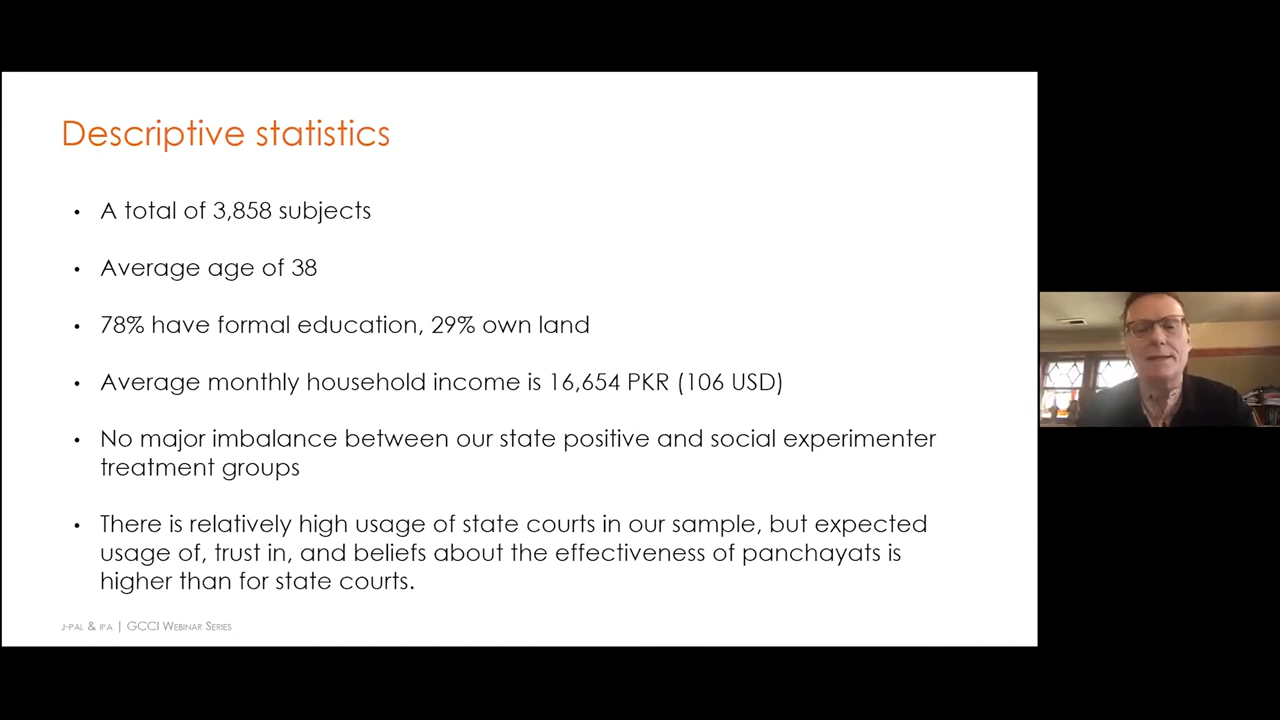 Descriptive statistics
• A total of 3,858 subjects
• Average age of 38
• 78% have formal education, 29% own land
• Average monthly household income is 16,654 PKR (106 USD)
• No major imbalance between our state positive and social experimenter
treatment groups
• There is relatively high usage of state courts in our sample, but expected
usage of, trust in, and beliefs about the effectiveness of panchayats is
higher than for state courts.
J-PAL & IPA | GCCI WEBINAR SERIES